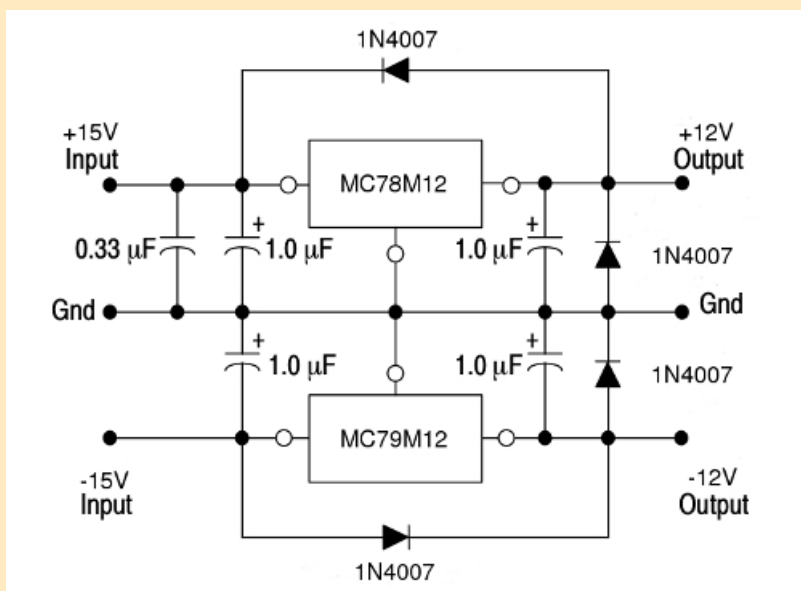 1N4007
+15V
Input
MC78M12
+12V
Output
0.33 μF
+
1.0 μF
+
1.0 μF
1N4007
Gnd
Gnd
+
1.0 μF
+
1.0 μF
1N4007
MC79M12
-15V
Input
-12V
Output
1N4007